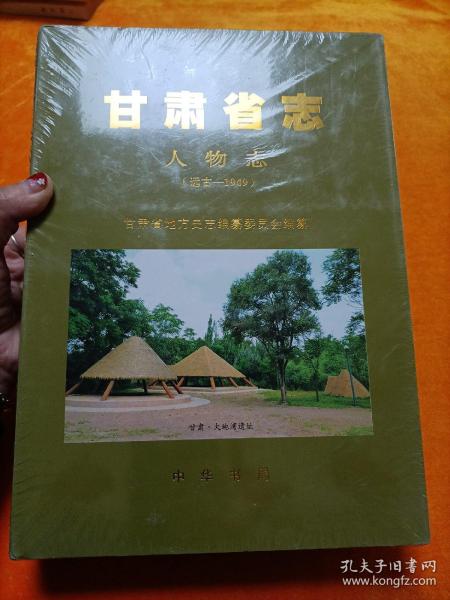 甘肃省志
人物志
（远古—1949）
甘肃省地方史志编纂委员会编纂
甘肃·大地湾遗址
中华书局
孔夫子旧书网
www.kongfz.com